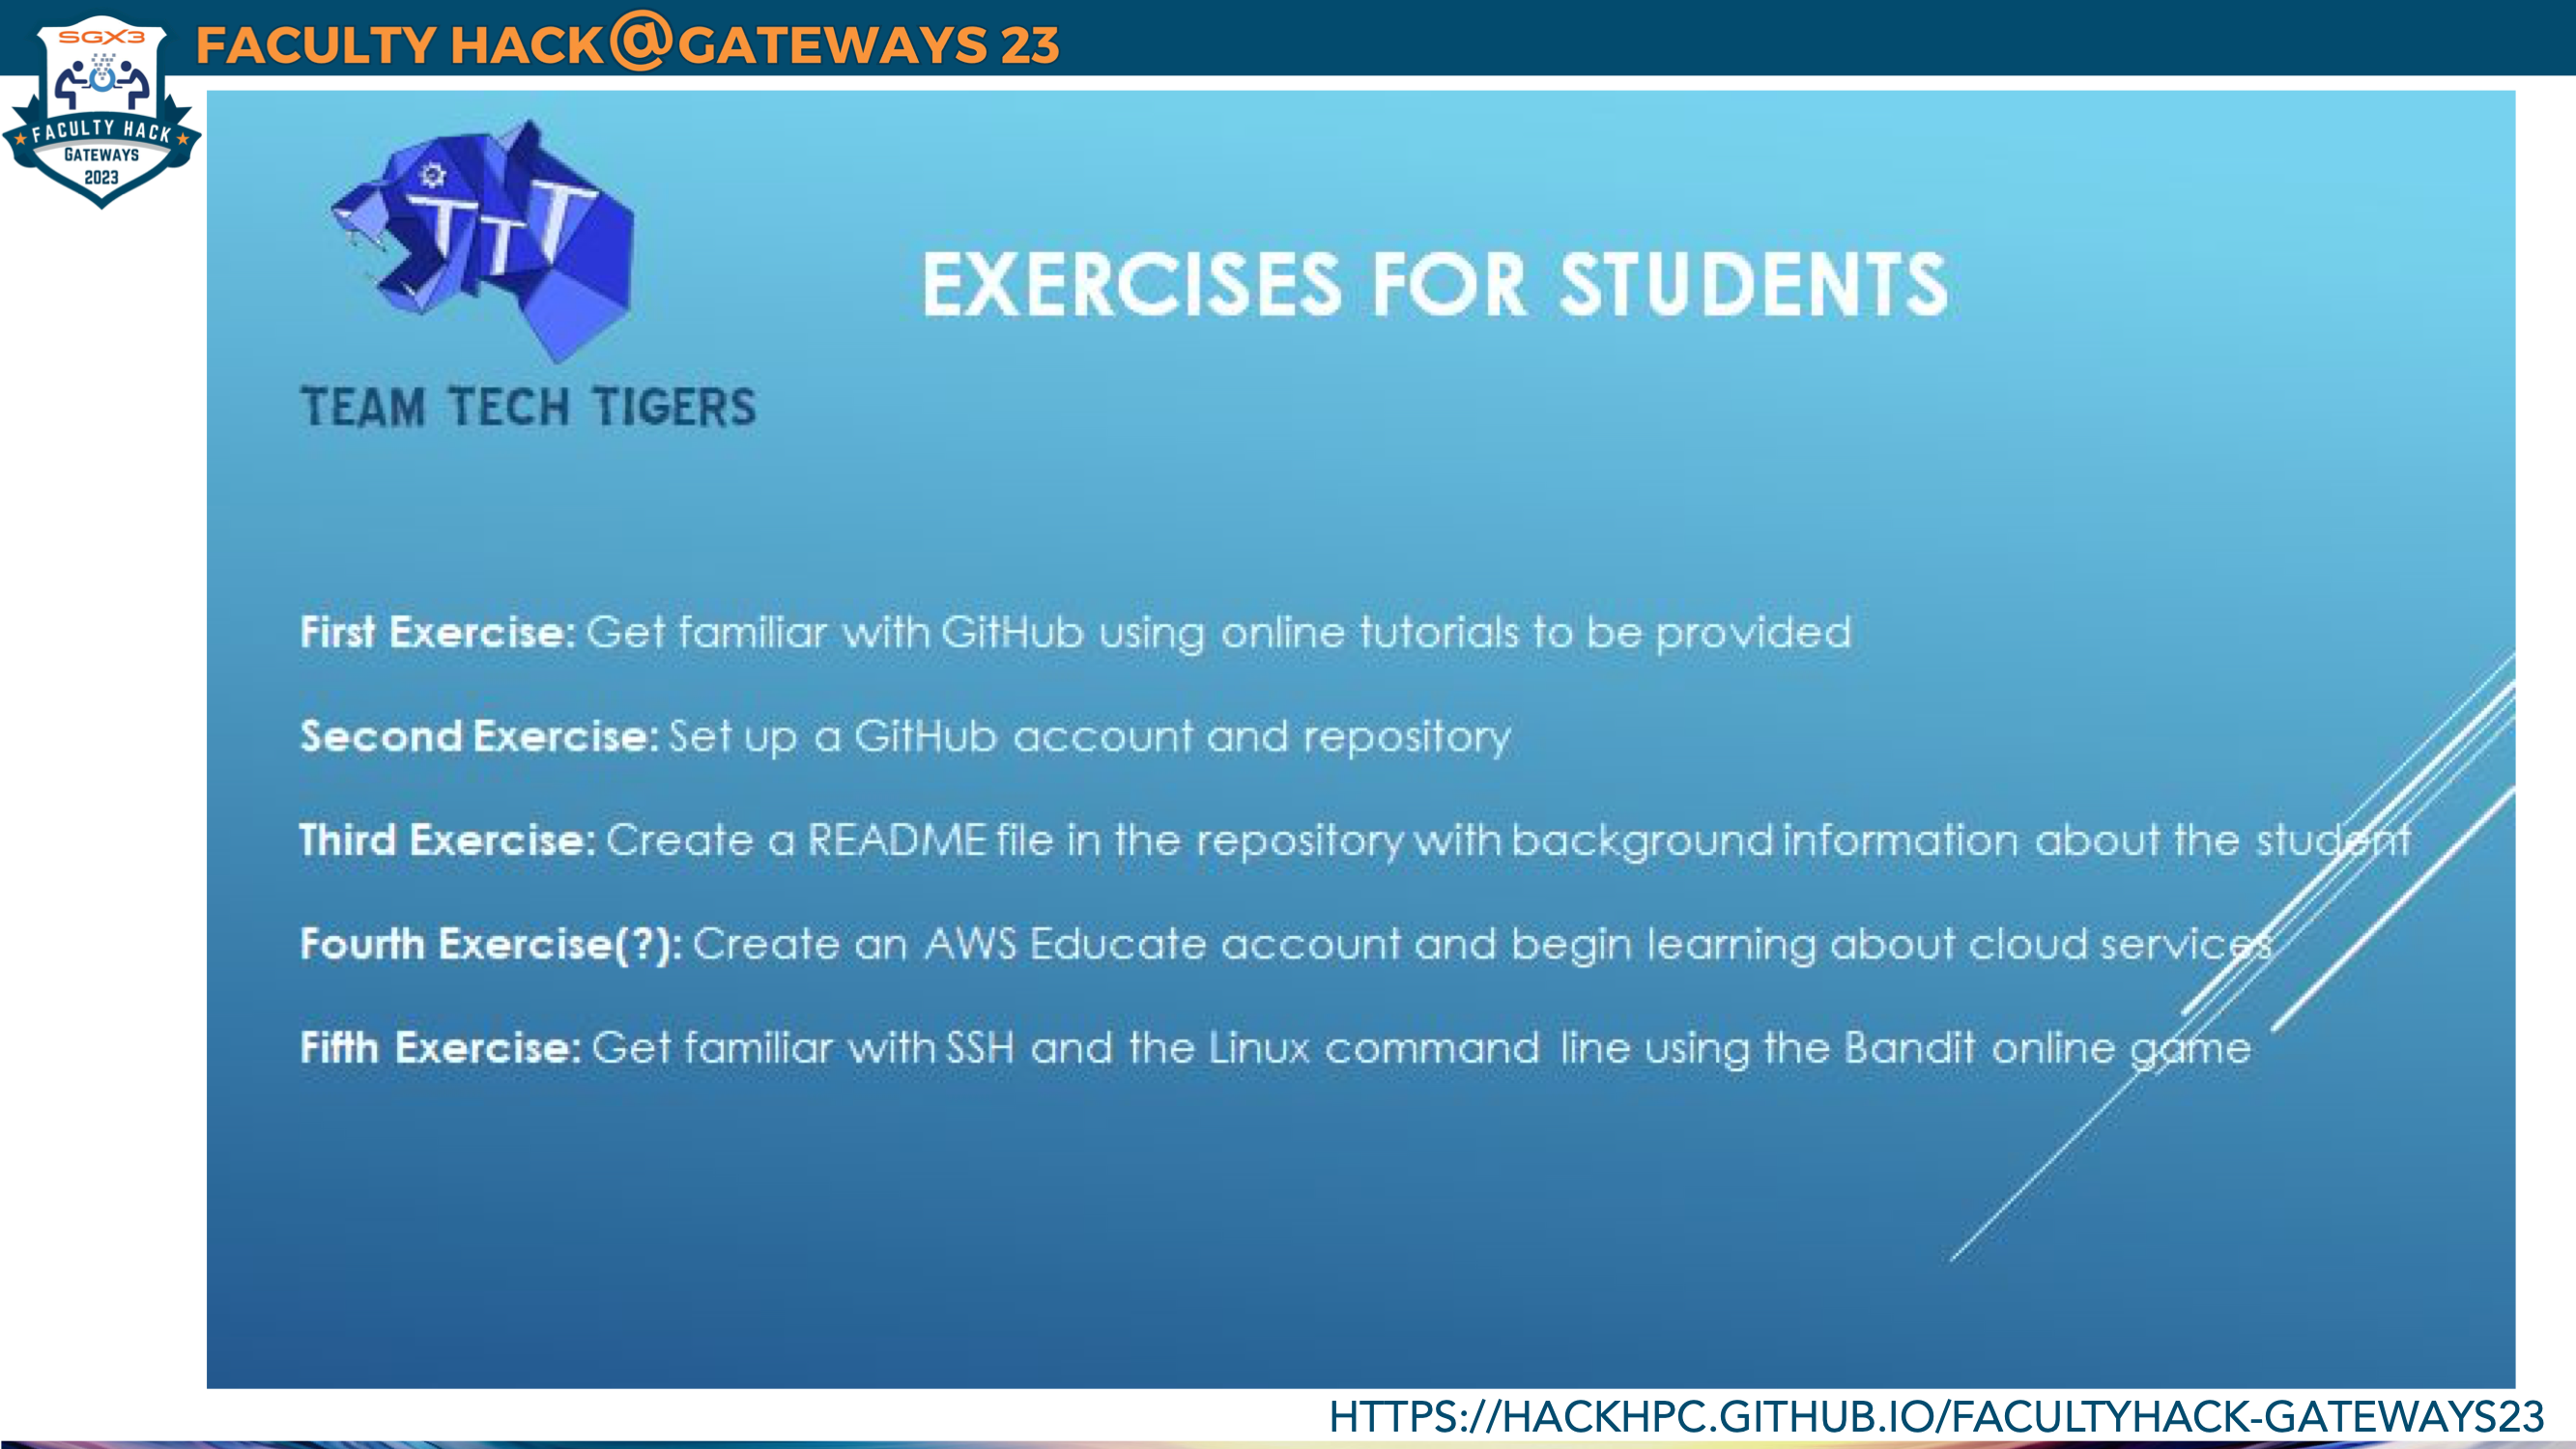 SGX3
FACULTY HACK@GATEWAYS 23
FACULTY HACK
GATEWAYS
2023
TTT
TEAM TECH TIGERS
EXERCISES FOR STUDENTS
First Exercise: Get familiar with GitHub using online tutorials to be provided
Second Exercise: Set up a GitHub account and repository
Third Exercise: Create a README file in the repository with background information about the student
Fourth Exercise(?): Create an AWS Educate account and begin learning about cloud services
Fifth Exercise: Get familiar with SSH and the Linux command line using the Bandit online game
HTTPS://HACKHPC.GITHUB.IO/FACULTYHACK-GATEWAYS23